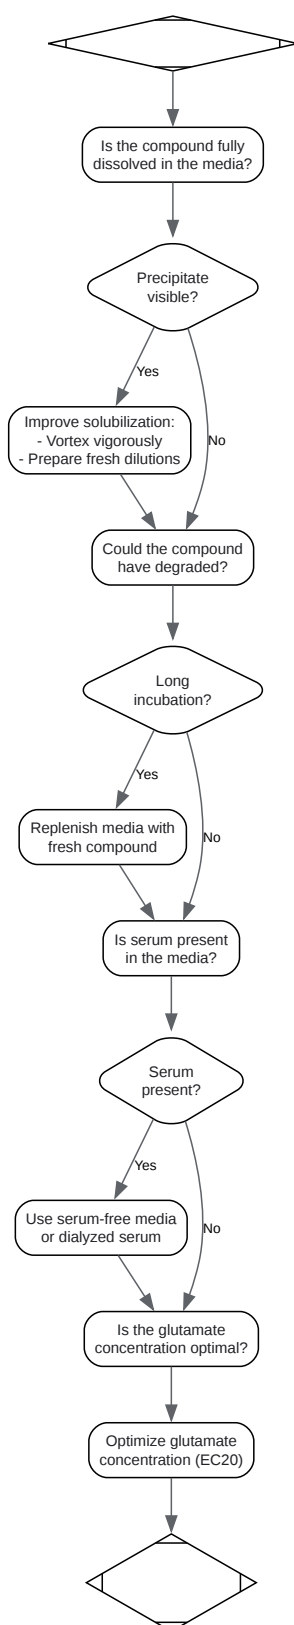 Is the compound fully
dissolved in the media?
Precipitate
visible?
Yes
Improve solubilization:
- Vortex vigorously
- Prepare fresh dilutions
No
Could the compound
have degraded?
Long
incubation?
Yes
Replenish media with
fresh compound
No
Is serum present
in the media?
Serum
present?
Yes
Use serum-free media
or dialyzed serum
No
Is the glutamate
concentration optimal?
Optimize glutamate
concentration (EC20)